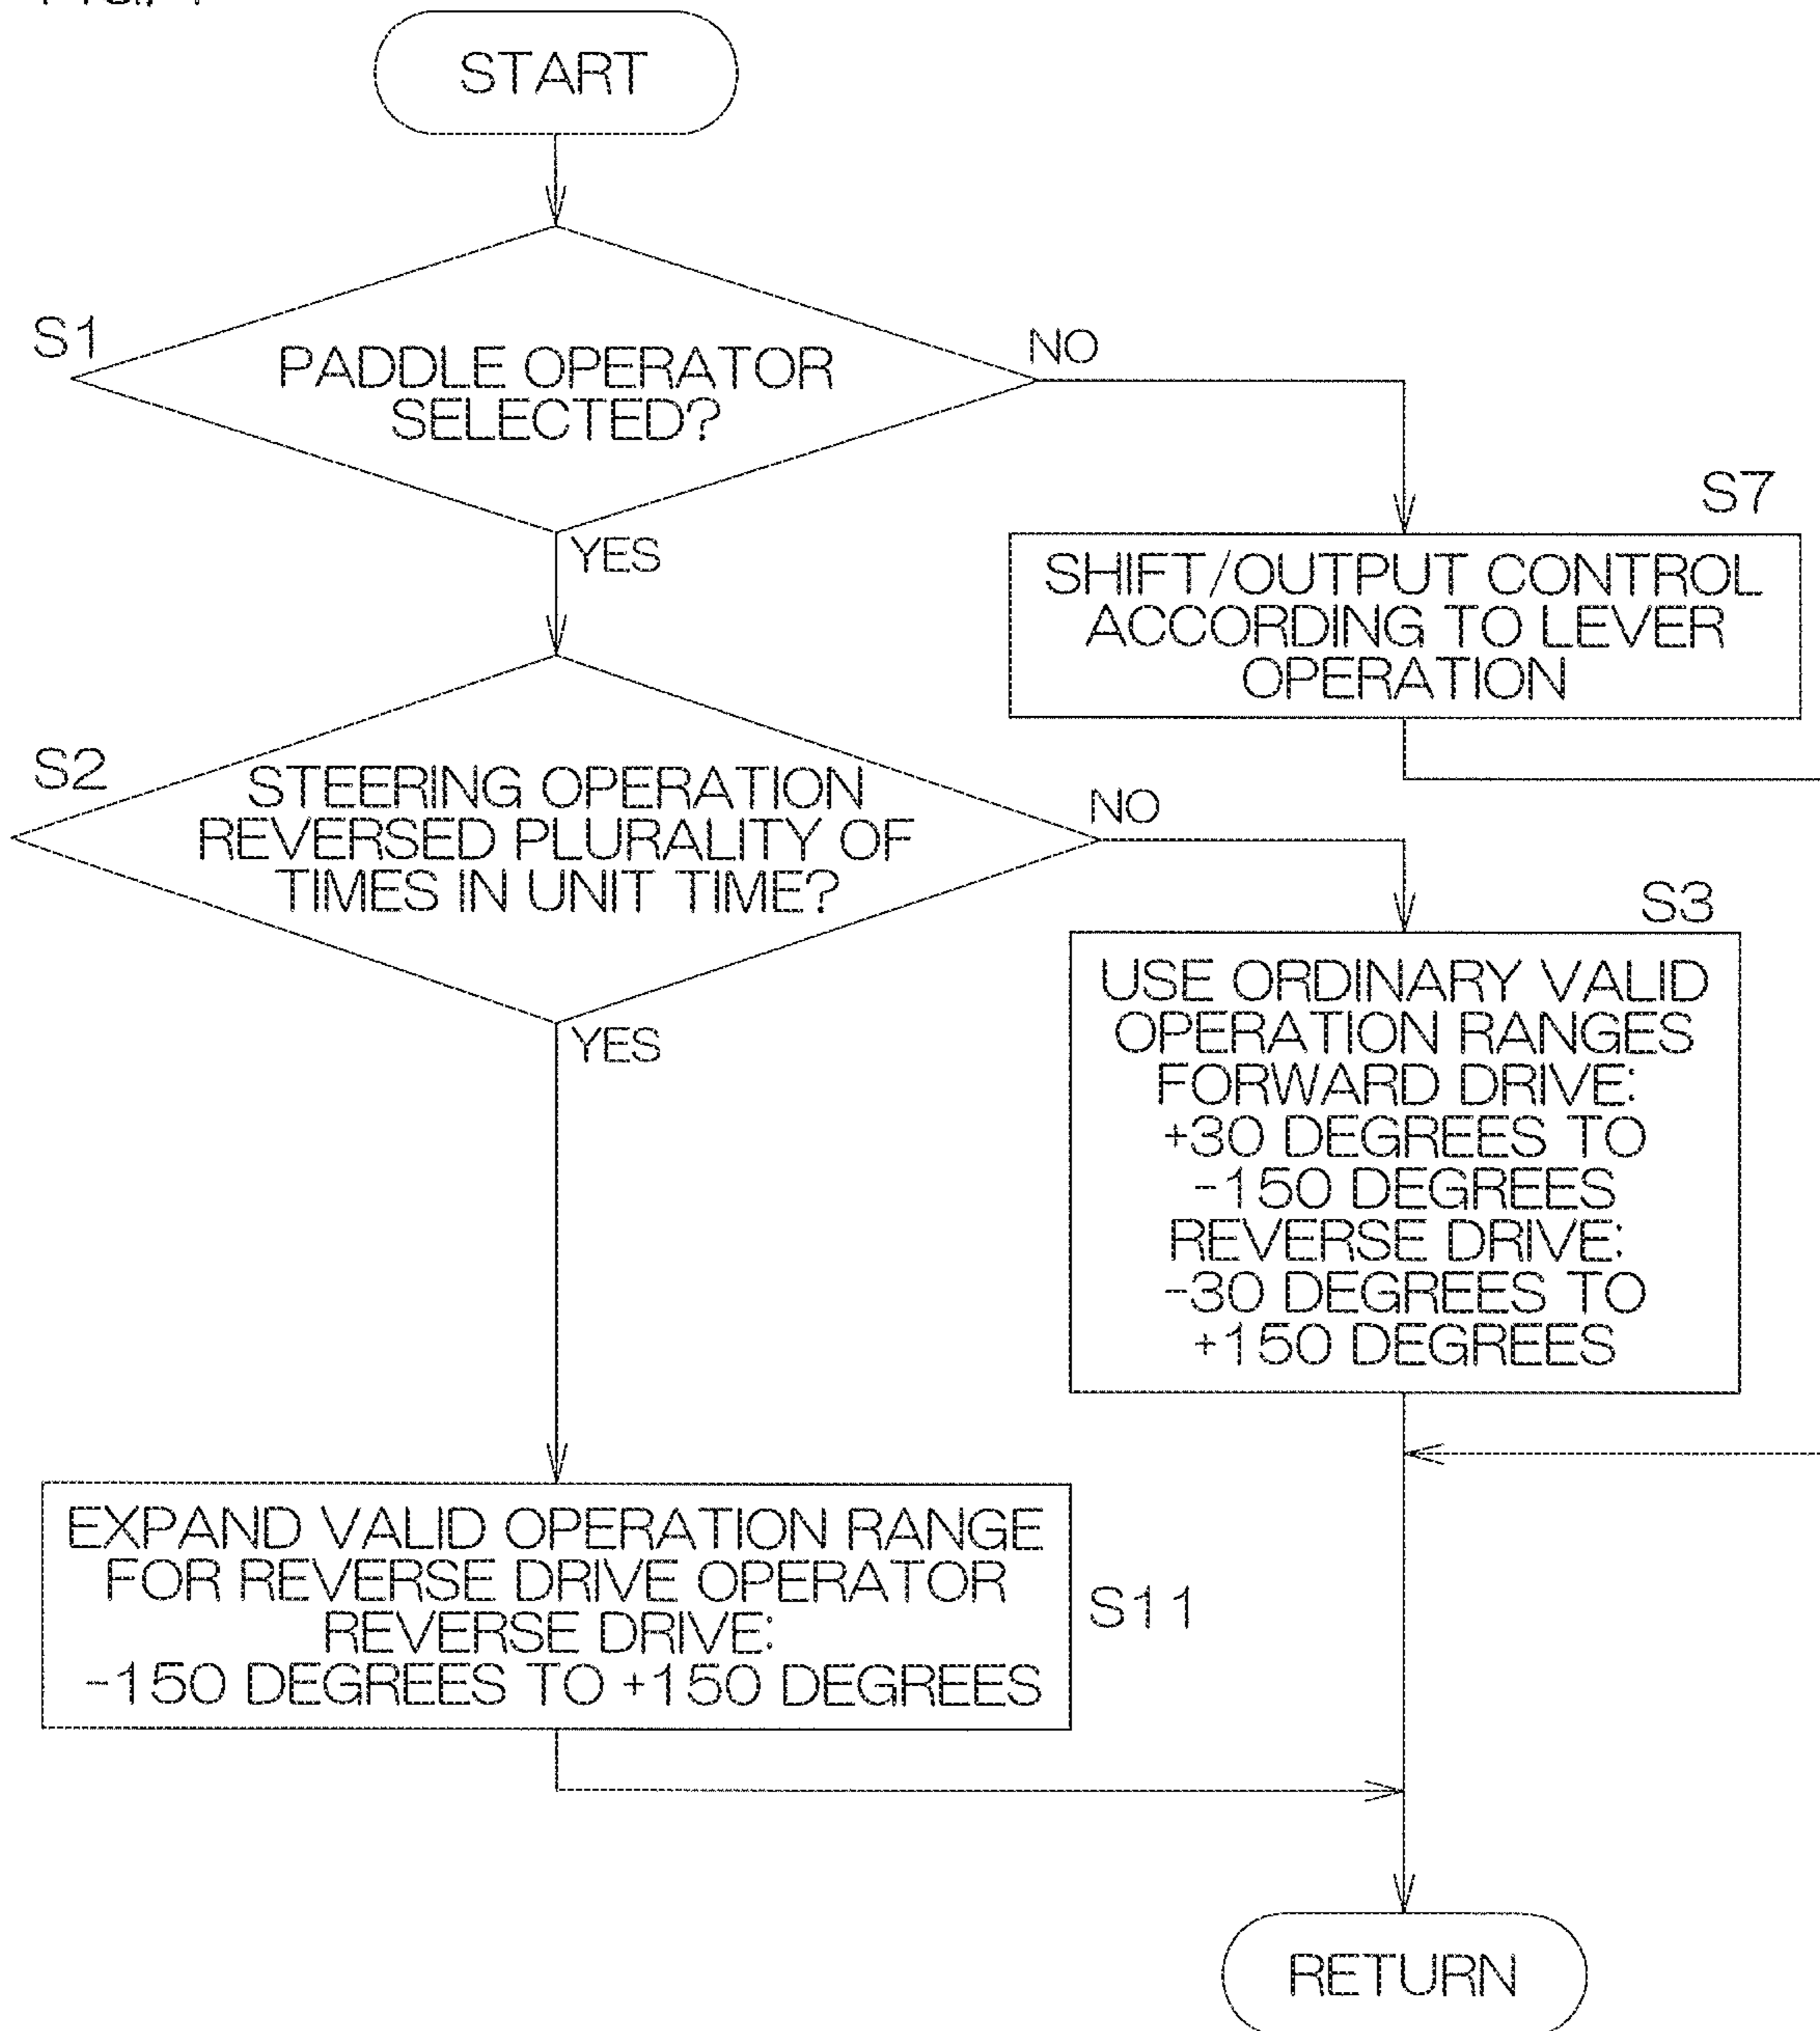 START
S1
PADDLE OPERATOR
SELECTED?
NO
YES
S7
SHIFT/OUTPUT CONTROL
ACCORDING TO LEVER
OPERATION
S2
STEERING OPERATION
REVERSED PLURALITY OF
TIMES IN UNIT TIME?
NO
YES
S3
USE ORDINARY VALID
OPERATION RANGES
FORWARD DRIVE:
+30 DEGREES TO
-150 DEGREES
REVERSE DRIVE:
-30 DEGREES TO
+150 DEGREES
EXPAND VALID OPERATION RANGE
FOR REVERSE DRIVE OPERATOR
REVERSE DRIVE:
-150 DEGREES TO +150 DEGREES
S11
RETURN